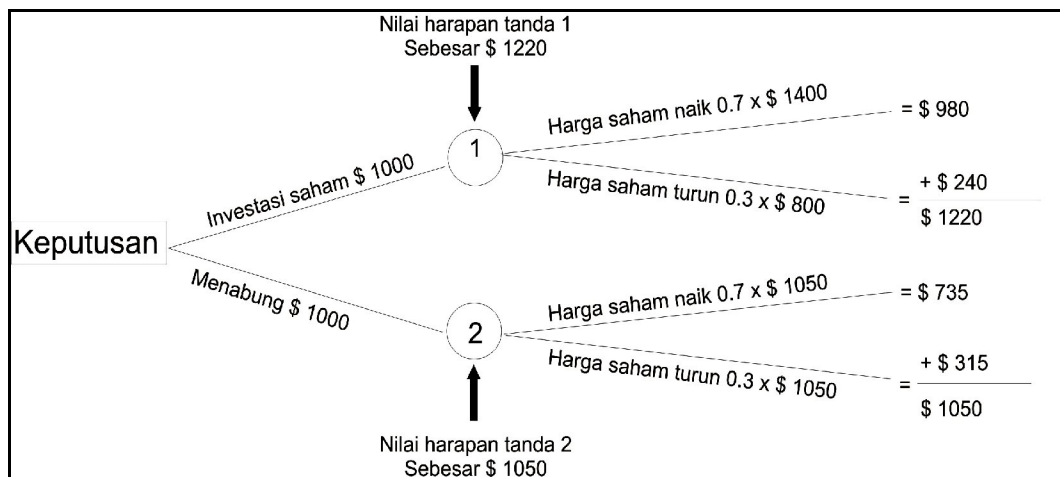 Nilai harapan tanda 1
Sebesar $ 1220
1
Harga saham naik 0.7 x $ 1400
= $ 980
Investasi saham $ 1000
Harga saham turun 0.3 x $ 800
+ $ 240
=
$ 1220
Keputusan
Menabung $ 1000
2
Harga saham naik 0.7 x $ 1050
= $ 735
Harga saham turun 0.3 x $ 1050
+ $ 315
=
$ 1050
Nilai harapan tanda 2
Sebesar $ 1050